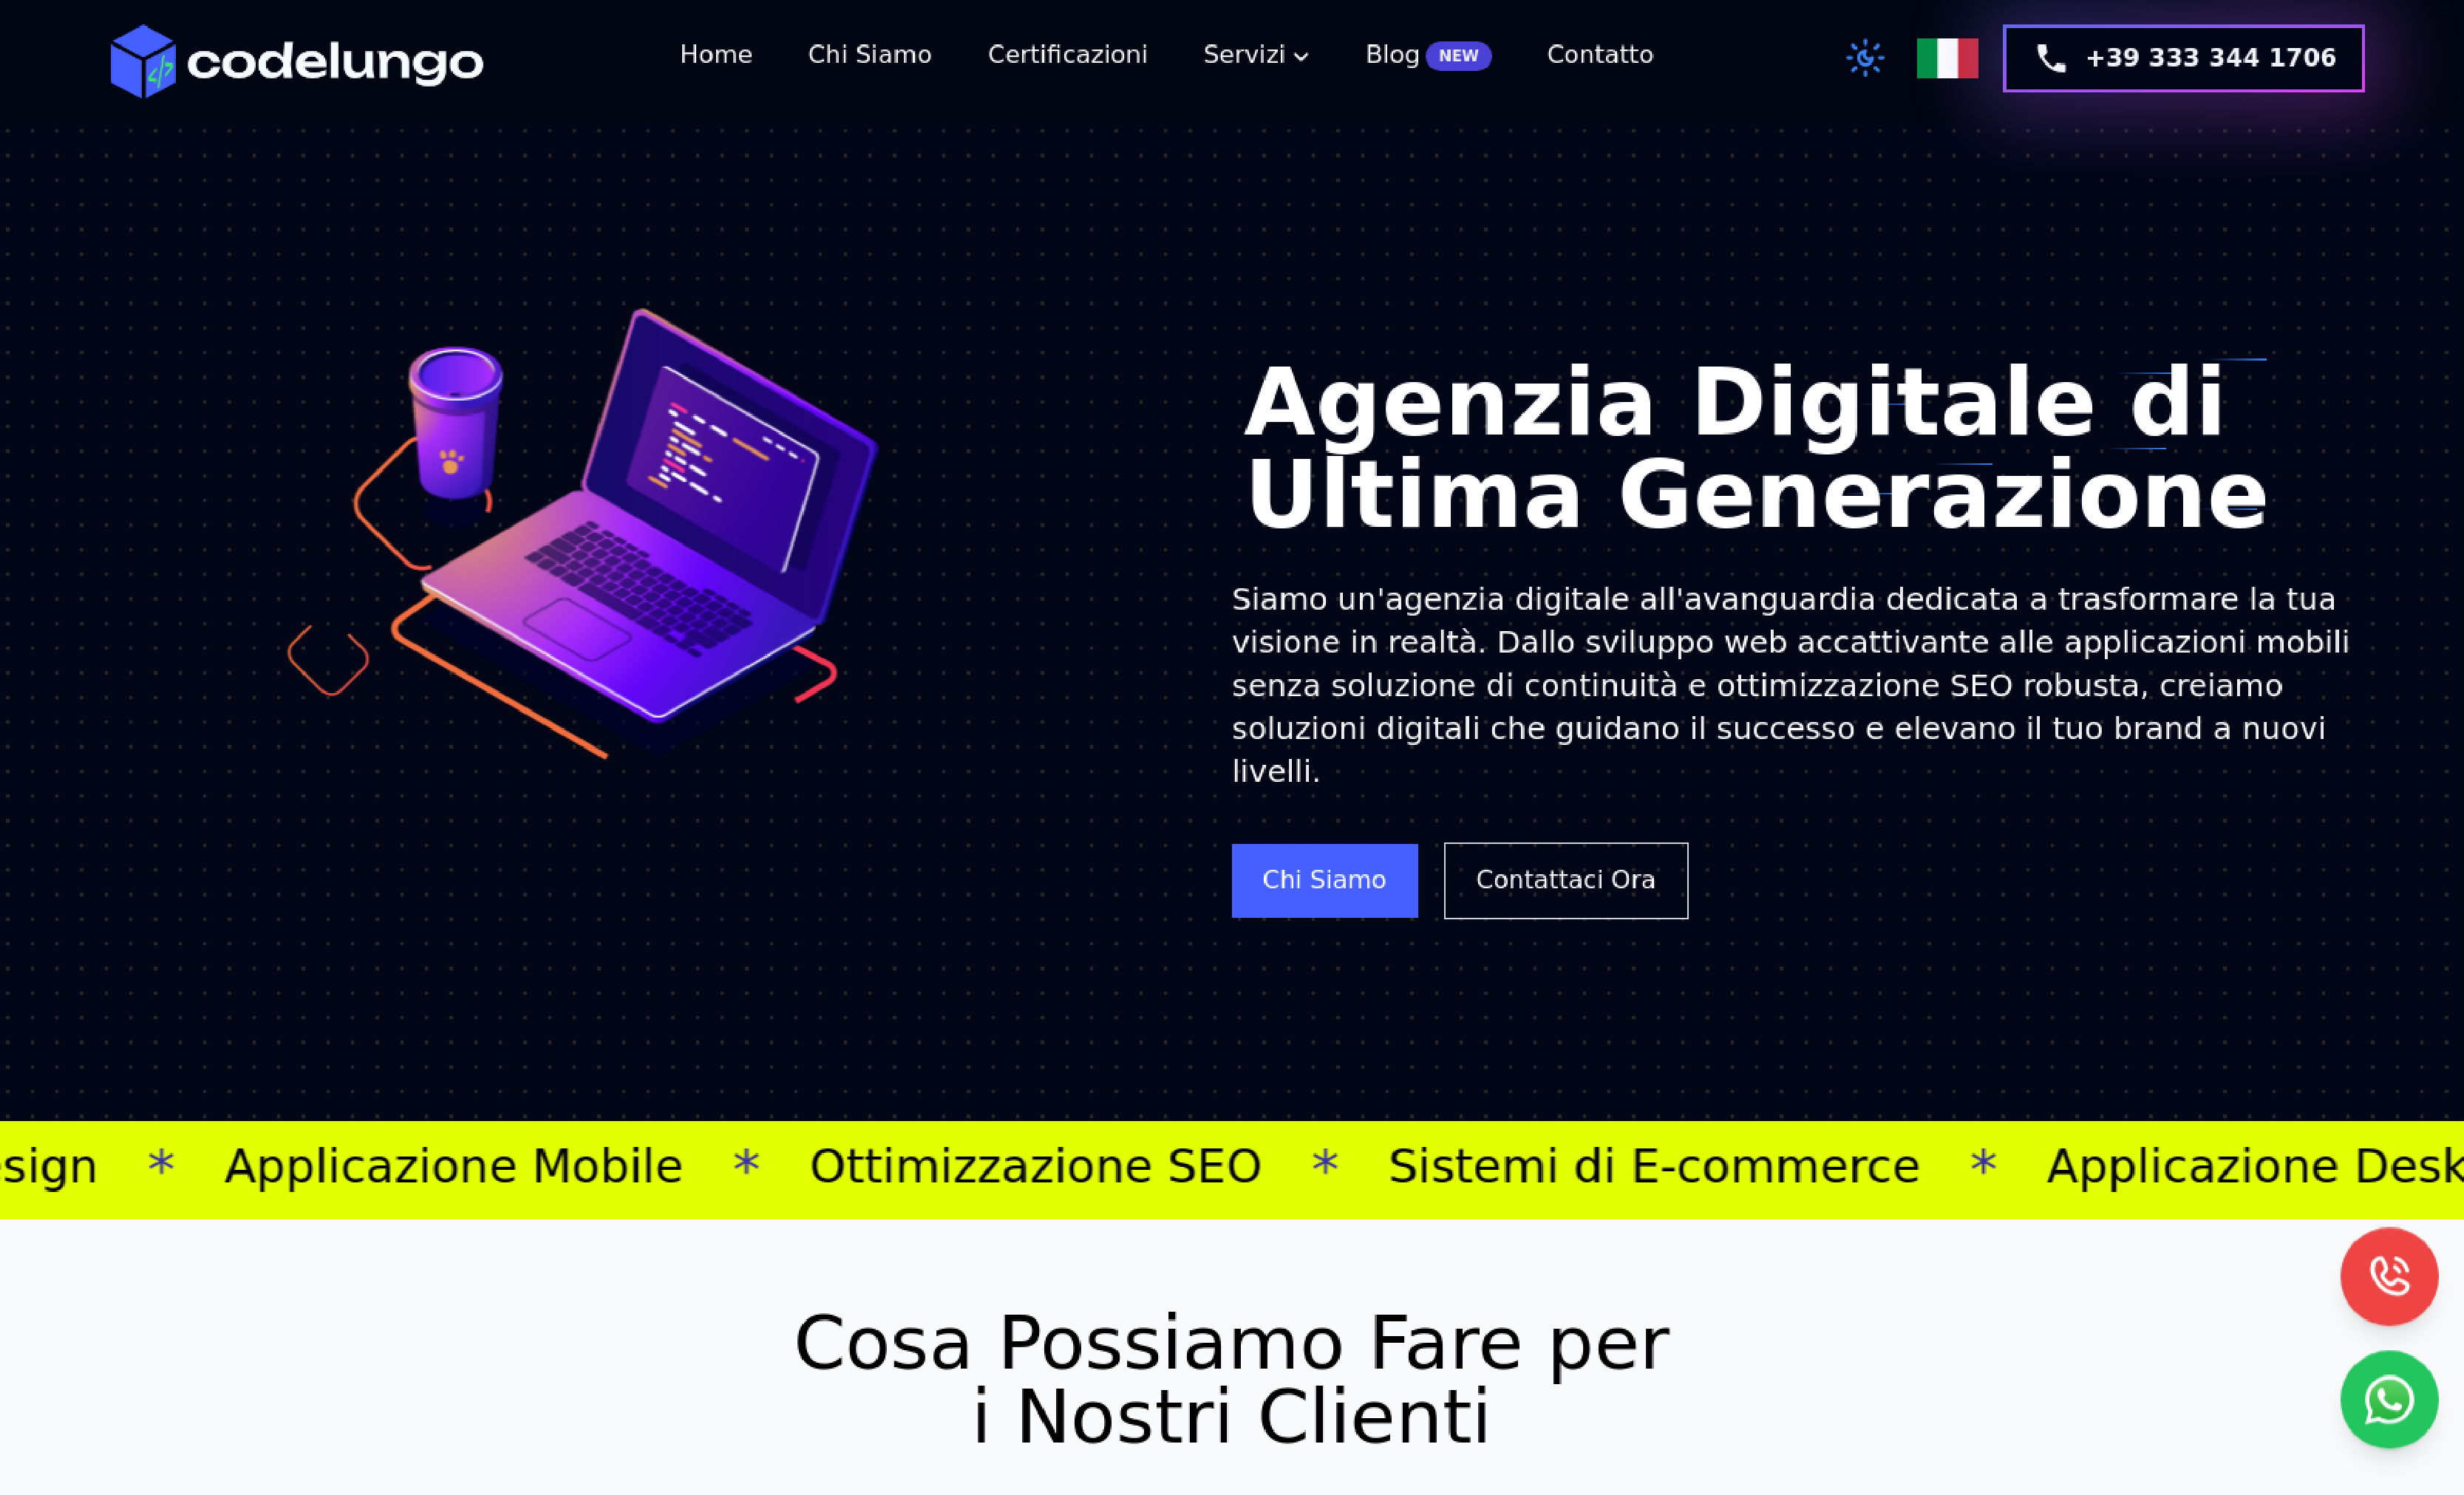 codelungo
Home
Chi Siamo
Certificazioni
Servizi
Blog NEW
Contatto
+39 333 344 1706
Agenzia Digitale di
Ultima Generazione
Siamo un'agenzia digitale all'avanguardia dedicata a trasformare la tua
visione in realtà. Dallo sviluppo web accattivante alle applicazioni mobili
senza soluzione di continuità e ottimizzazione SEO robusta, creiamo
soluzioni digitali che guidano il successo e elevano il tuo brand a nuovi
livelli.
Chi Siamo
Contattaci Ora
sign * Applicazione Mobile * Ottimizzazione SEO * Sistemi di E-commerce * Applicazione Desk
Cosa Possiamo Fare per
i Nostri Clienti